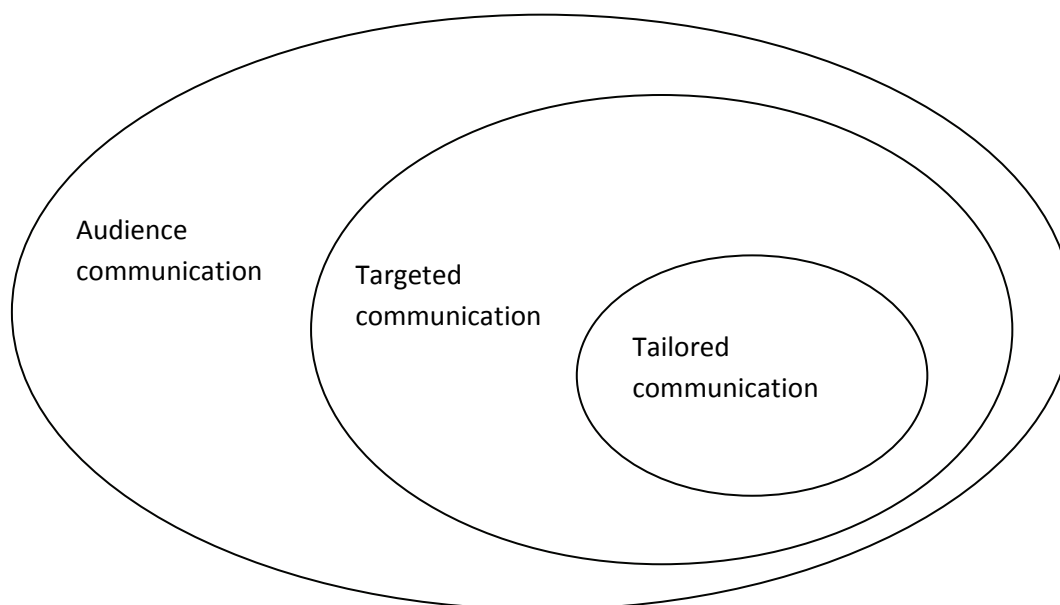 Audience
communication
Targeted
communication
Tailored
communication